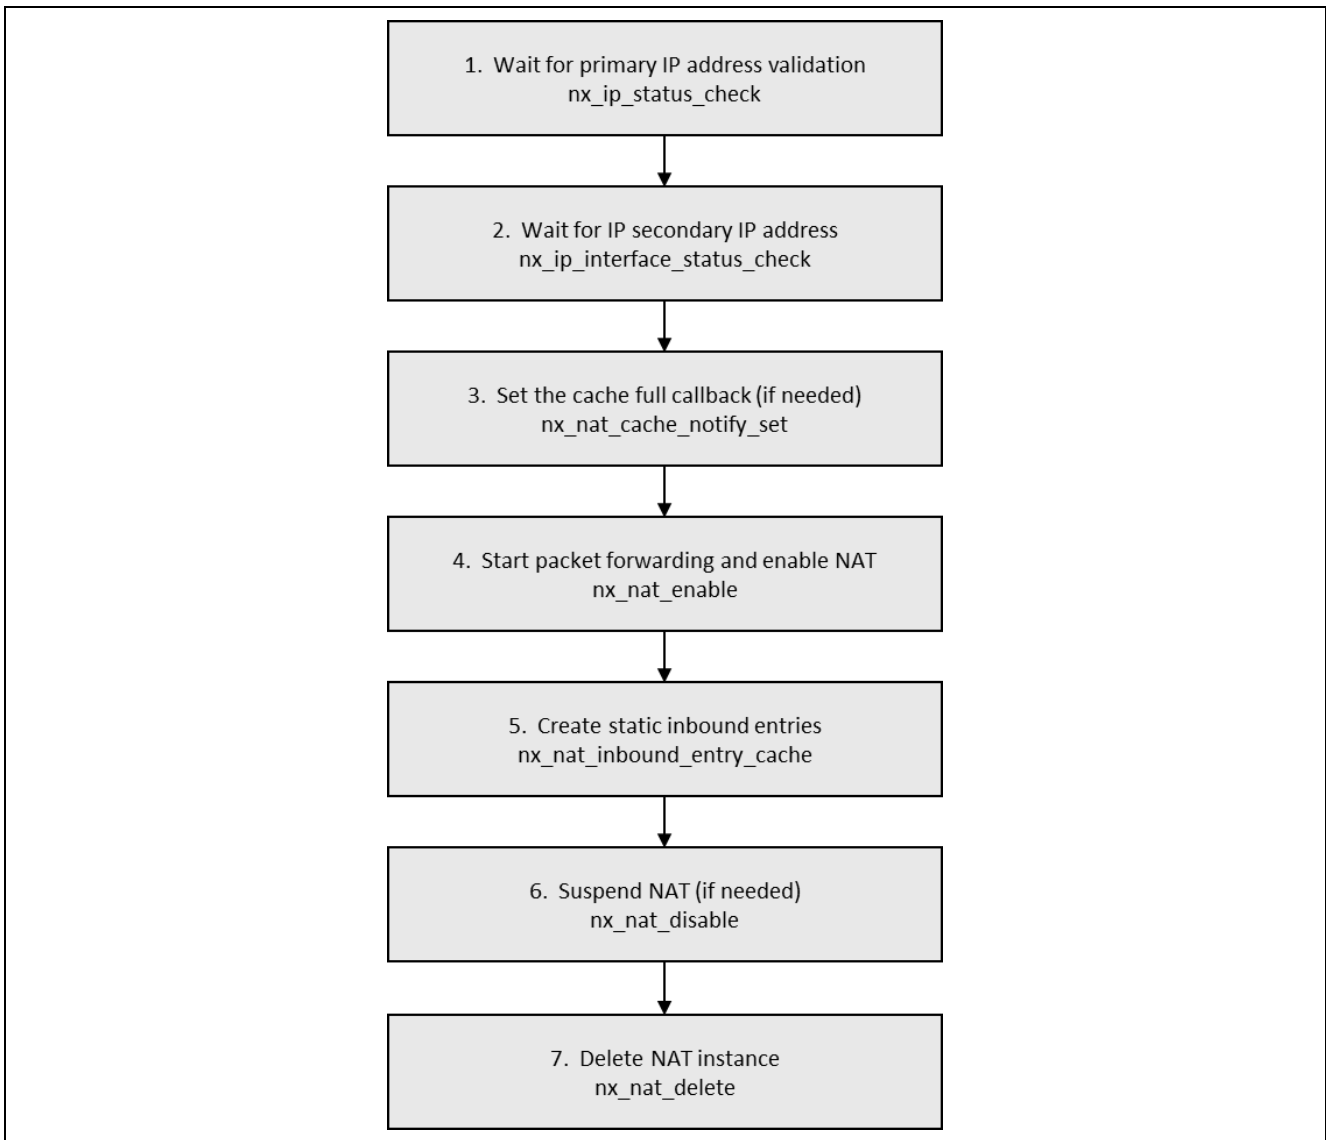 1. Wait for primary IP address validation
nx_ip_status_check
2. Wait for IP secondary IP address
nx_ip_interface_status_check
3. Set the cache full callback (if needed)
nx_nat_cache_notify_set
4. Start packet forwarding and enable NAT
nx_nat_enable
5. Create static inbound entries
nx_nat_inbound_entry_cache
6. Suspend NAT (if needed)
nx_nat_disable
7. Delete NAT instance
nx_nat_delete